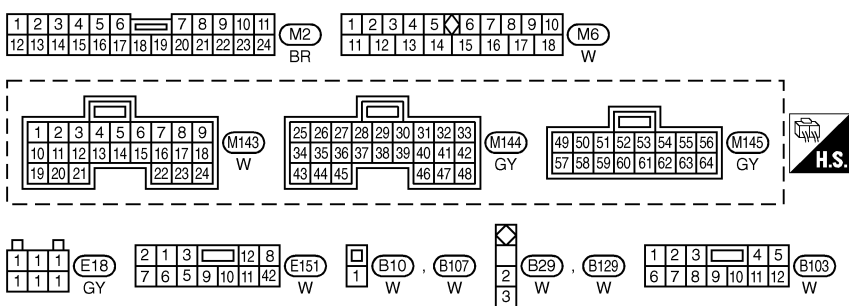 1 2 3 4 5 6 7 8 9 10 11
12 13 14 15 16 17 18 19 20 21 22 23 24
M2
BR
1 2 3 4 5 6 7 8 9 10
11 12 13 14 15 16 17 18
M6
W
1 2 3 4 5 6 7 8 9
10 11 12 13 14 15 16 17 18
19 20 21 22 23 24
M143
W
25 26 27 28 29 30 31 32 33
34 35 36 37 38 39 40 41 42
43 44 45 46 47 48
M144
GY
49 50 51 52 53 54 55 56
57 58 59 60 61 62 63 64
M145
GY
H.S.
1 1 1
1 1 1
E18
GY
2 1 3 12 8
7 6 5 9 10 11 42
E151
W
1
B10 , B107
W W
2
3
B29 , B129
W W
1 2 3 4 5
6 7 8 9 10 11 12
B103
W